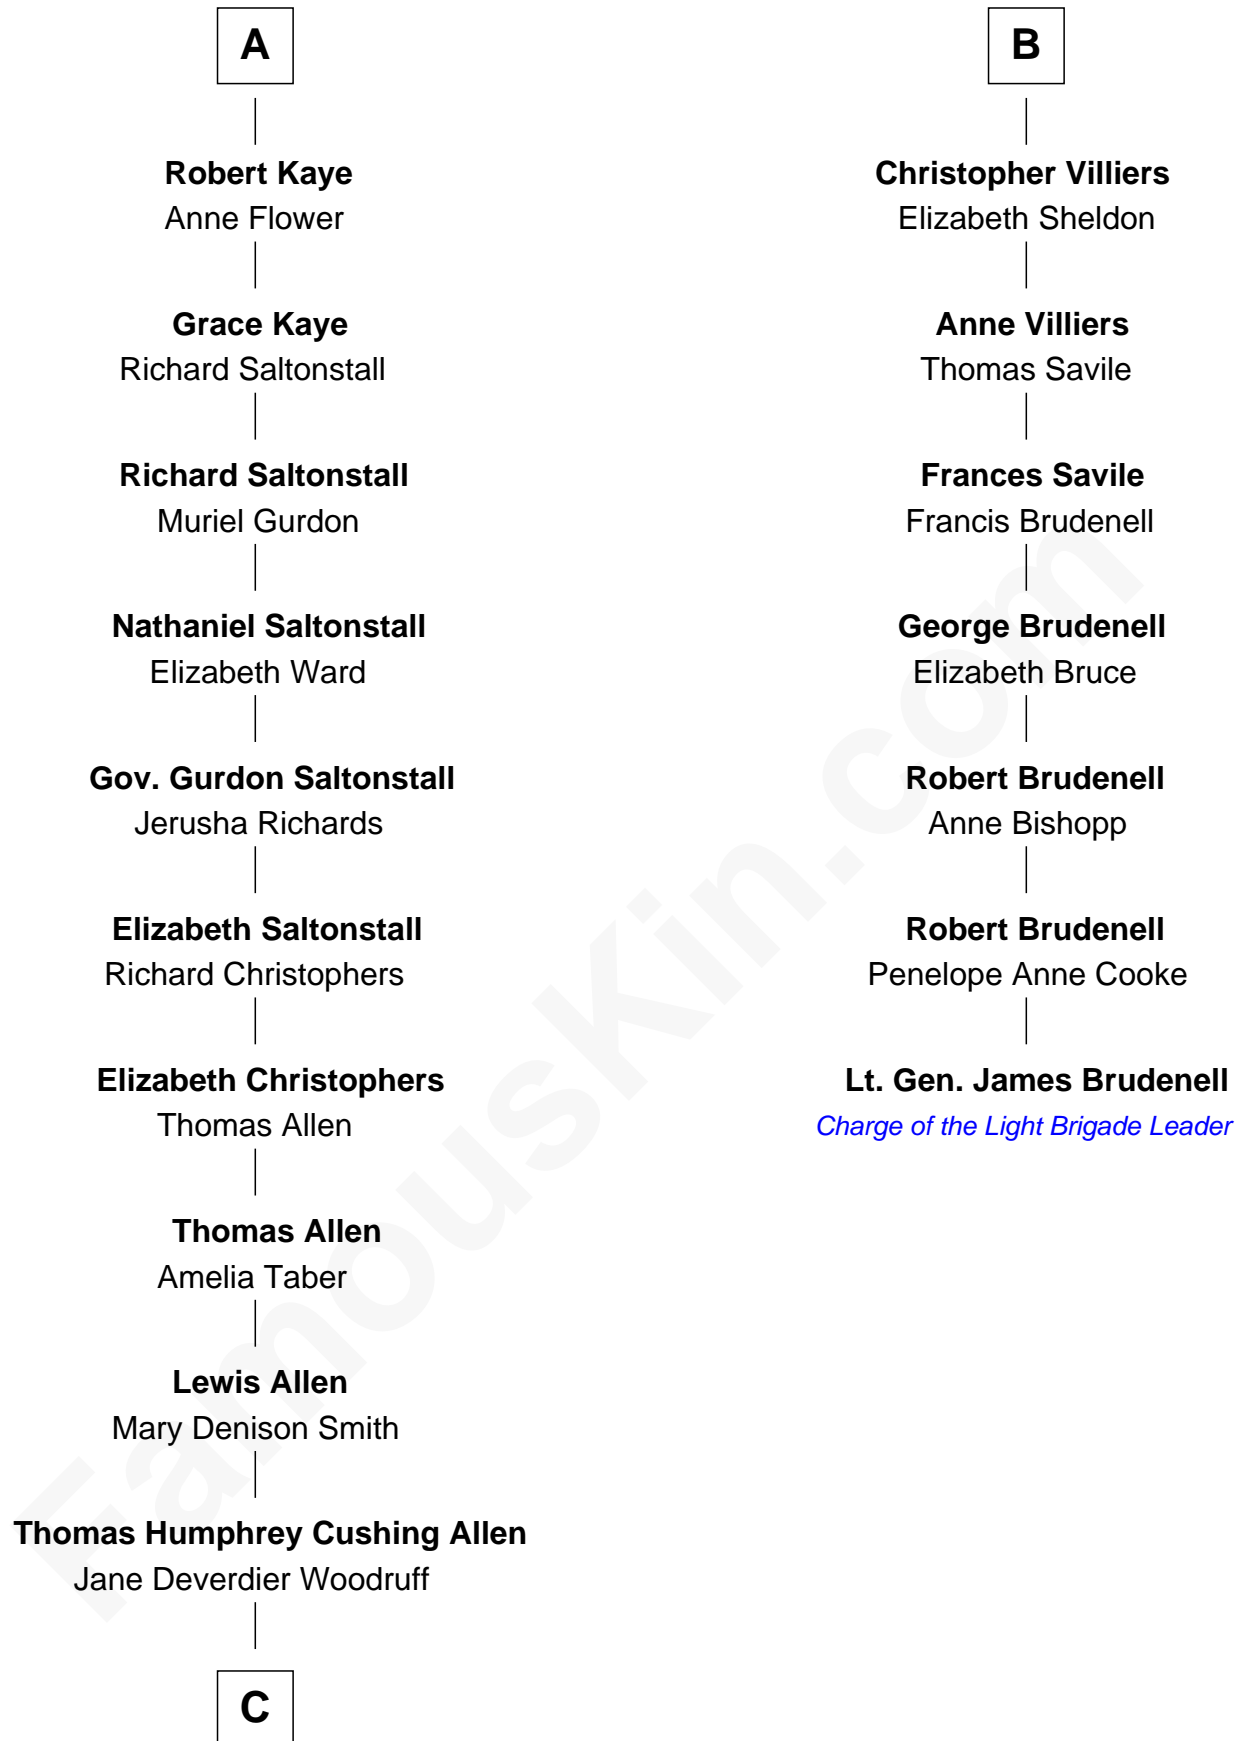 A
Robert Kaye
Anne Flower
Grace Kaye
Richard Saltonstall
Richard Saltonstall
Muriel Gurdon
Nathaniel Saltonstall
Elizabeth Ward
Gov. Gurdon Saltonstall
Jerusha Richards
Elizabeth Saltonstall
Richard Christophers
Elizabeth Christophers
Thomas Allen
Thomas Allen
Amelia Taber
Lewis Allen
Mary Denison Smith
Thomas Humphrey Cushing Allen
Jane Deverdier Woodruff
C
B
Christopher Villiers
Elizabeth Sheldon
Anne Villiers
Thomas Savile
Frances Savile
Francis Brudenell
George Brudenell
Elizabeth Bruce
Robert Brudenell
Anne Bishopp
Robert Brudenell
Penelope Anne Cooke
Lt. Gen. James Brudenell
Charge of the Light Brigade Leader
FamousKin.com